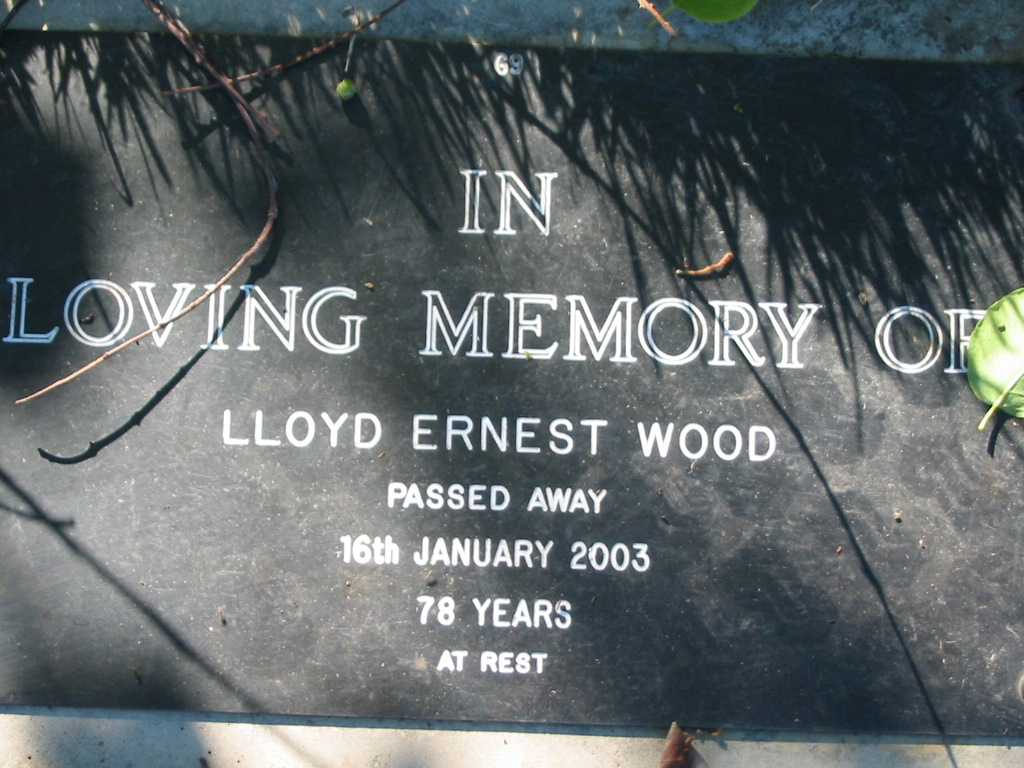 69
IN
LOVING MEMORY OF
LLOYD ERNEST WOOD
PASSED AWAY
16th JANUARY 2003
78 YEARS
AT REST